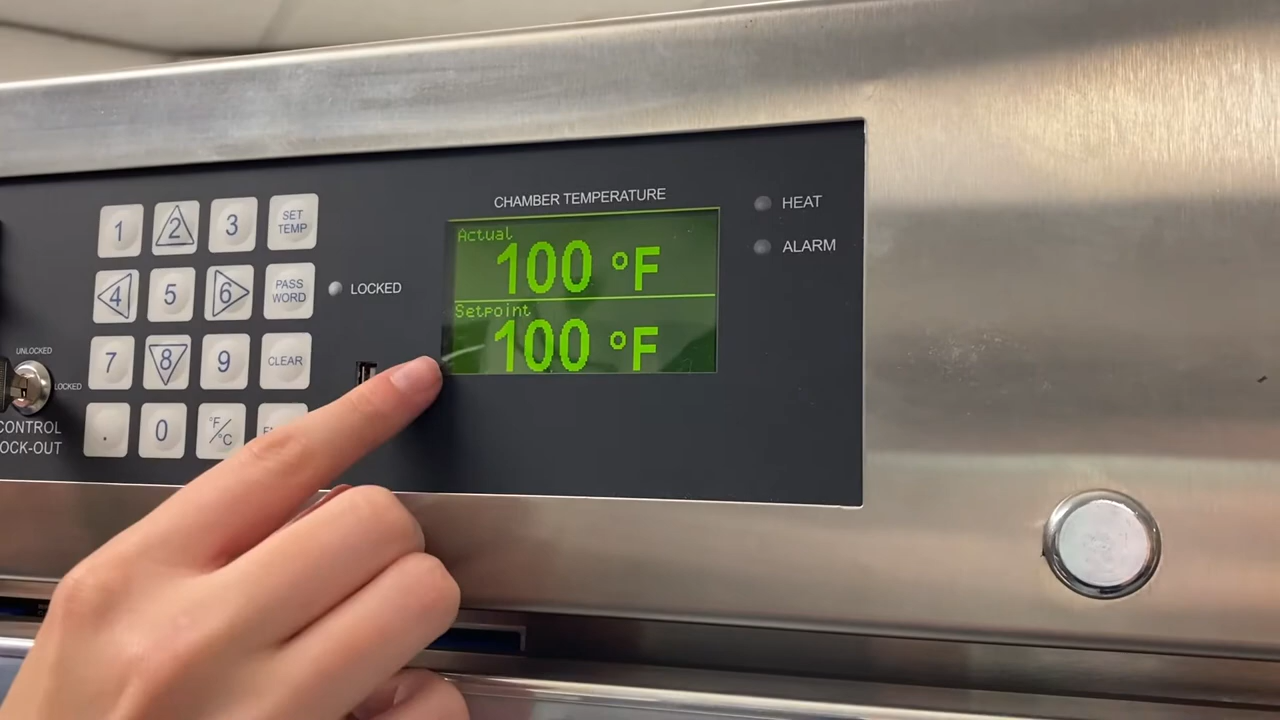 CHAMBER TEMPERATURE
Actual
100 °F
Setpoint
100 °F
HEAT
ALARM
1 2 3 SET TEMP
4 5 6 PASS WORD
LOCKED
7 8 9 CLEAR
. 0 °F/°C
UNLOCKED
LOCKED
CONTROL
OCK-OUT